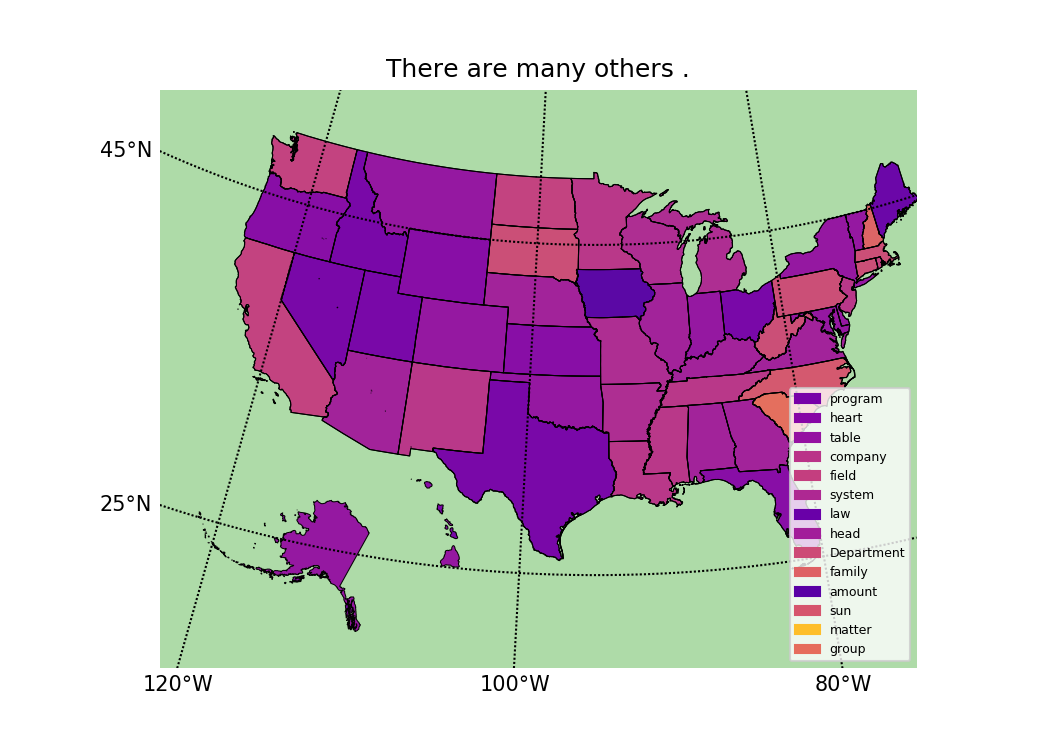 There are many others .
45°N
25°N
120°W
100°W
80°W
program
heart
table
company
field
system
law
head
Department
family
amount
sun
matter
group